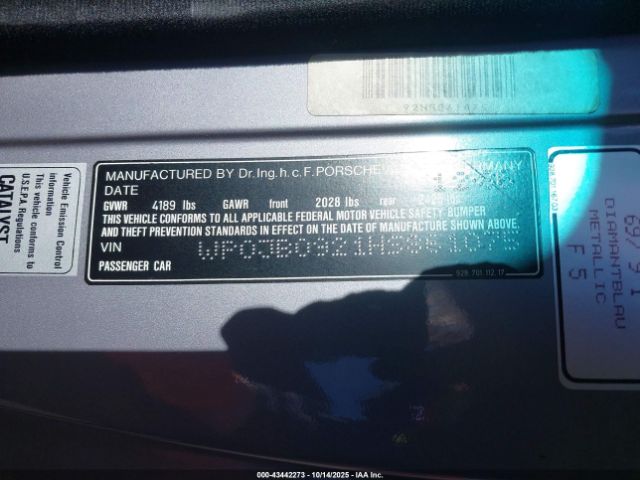 MANUFACTURED BY Dr.Ing.h.c.F.PORSCHE
DATE
GVWR 4189 lbs GAWR front 2028 lbs rear
THIS VEHICLE CONFORMS TO ALL APPLICABLE FEDERAL MOTOR VEHICLE SAFETY BUMPER
AND THEFT PREVENTION STANDARDS IN EFFECT ON THE DATE OF MANUFACTURE SHOWN ABOVE.
VIN WP0JB0921HS861075
PASSENGER CAR 928.701.112.17
Vehicle Emission Control
Information
This vehicle conforms to
U.S.E.P.A. Regulations
CATALYST
DIAMANTBLAU
METALLIC
F 5
000-43442273 - 10/14/2025 - IAAI.com